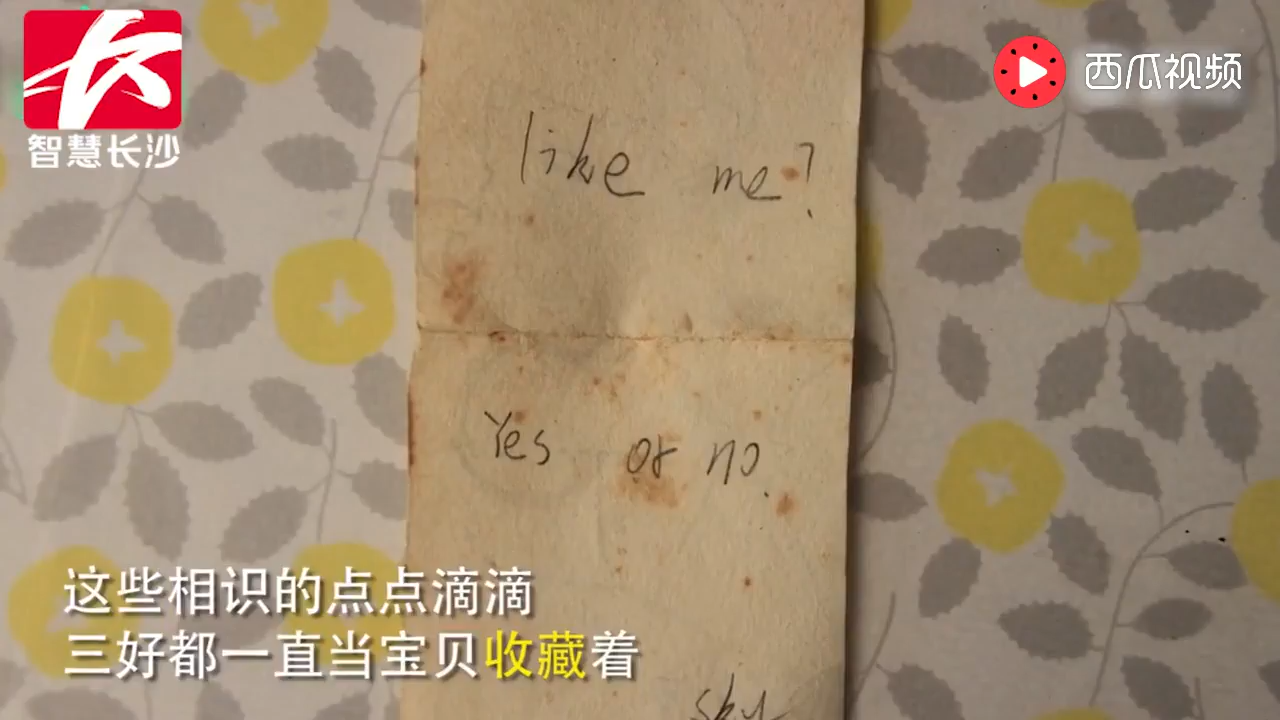 智慧长沙
西瓜视频
like me?
Yes or no.
这些相识的点点滴滴
三好都一直当宝贝收藏着